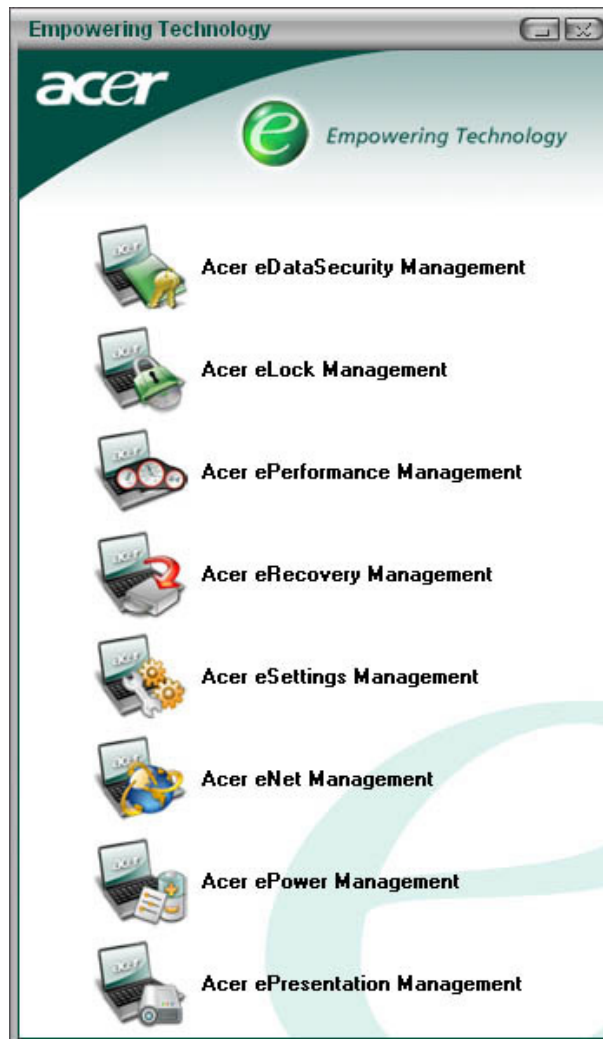 Empowering Technology
acer
e Empowering Technology
Acer eDataSecurity Management
Acer eLock Management
Acer ePerformance Management
Acer eRecovery Management
Acer eSettings Management
Acer eNet Management
Acer ePower Management
Acer ePresentation Management